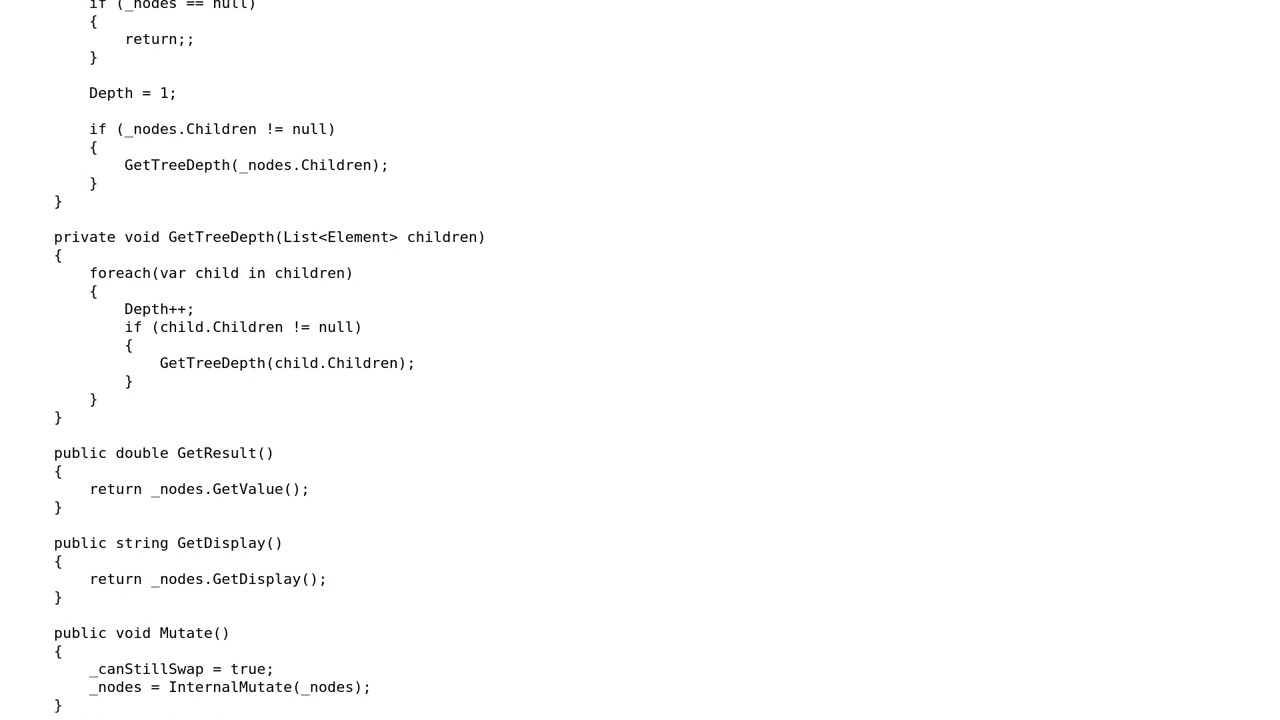 if (_nodes == null)
{
return;;
}
Depth = 1;
if (_nodes.Children != null)
{
GetTreeDepth(_nodes.Children);
}
}
private void GetTreeDepth(List<Element> children)
{
foreach(var child in children)
{
Depth++;
if (child.Children != null)
{
GetTreeDepth(child.Children);
}
}
}
public double GetResult()
{
return _nodes.GetValue();
}
public string GetDisplay()
{
return _nodes.GetDisplay();
}
public void Mutate()
{
_canStillSwap = true;
_nodes = InternalMutate(_nodes);
}